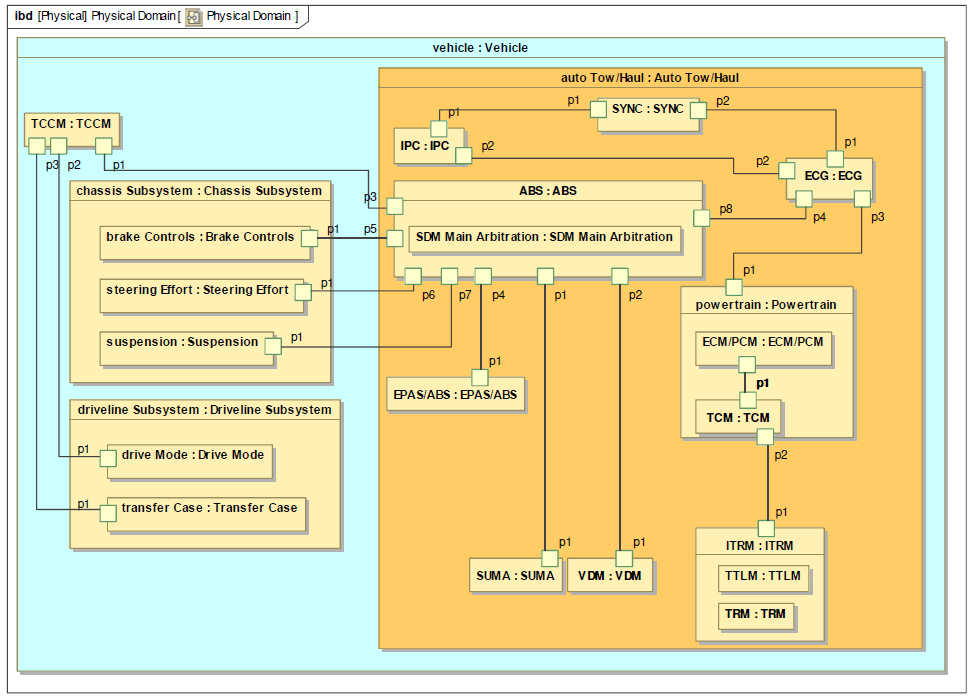 ibd [Physical] Physical Domain [ Physical Domain ]
vehicle : Vehicle
auto Tow/Haul : Auto Tow/Haul
p1
p1
SYNC : SYNC
p2
TCCM : TCCM
p3
p2
p1
IPC : IPC
p2
p1
p2
ECG : ECG
p4
p3
chassis Subsystem : Chassis Subsystem
p3
ABS : ABS
p8
brake Controls : Brake Controls
p1
p5
SDM Main Arbitration : SDM Main Arbitration
steering Effort : Steering Effort
p1
p6
p7
p4
p1
p2
p1
suspension : Suspension
p1
powertrain : Powertrain
ECM/PCM : ECM/PCM
p1
p1
EPAS/ABS : EPAS/ABS
TCM : TCM
p2
driveline Subsystem : Driveline Subsystem
p1
drive Mode : Drive Mode
p1
transfer Case : Transfer Case
p1
SUMA : SUMA
p1
VDM : VDM
p1
ITRM : ITRM
TTLM : TTLM
TRM : TRM